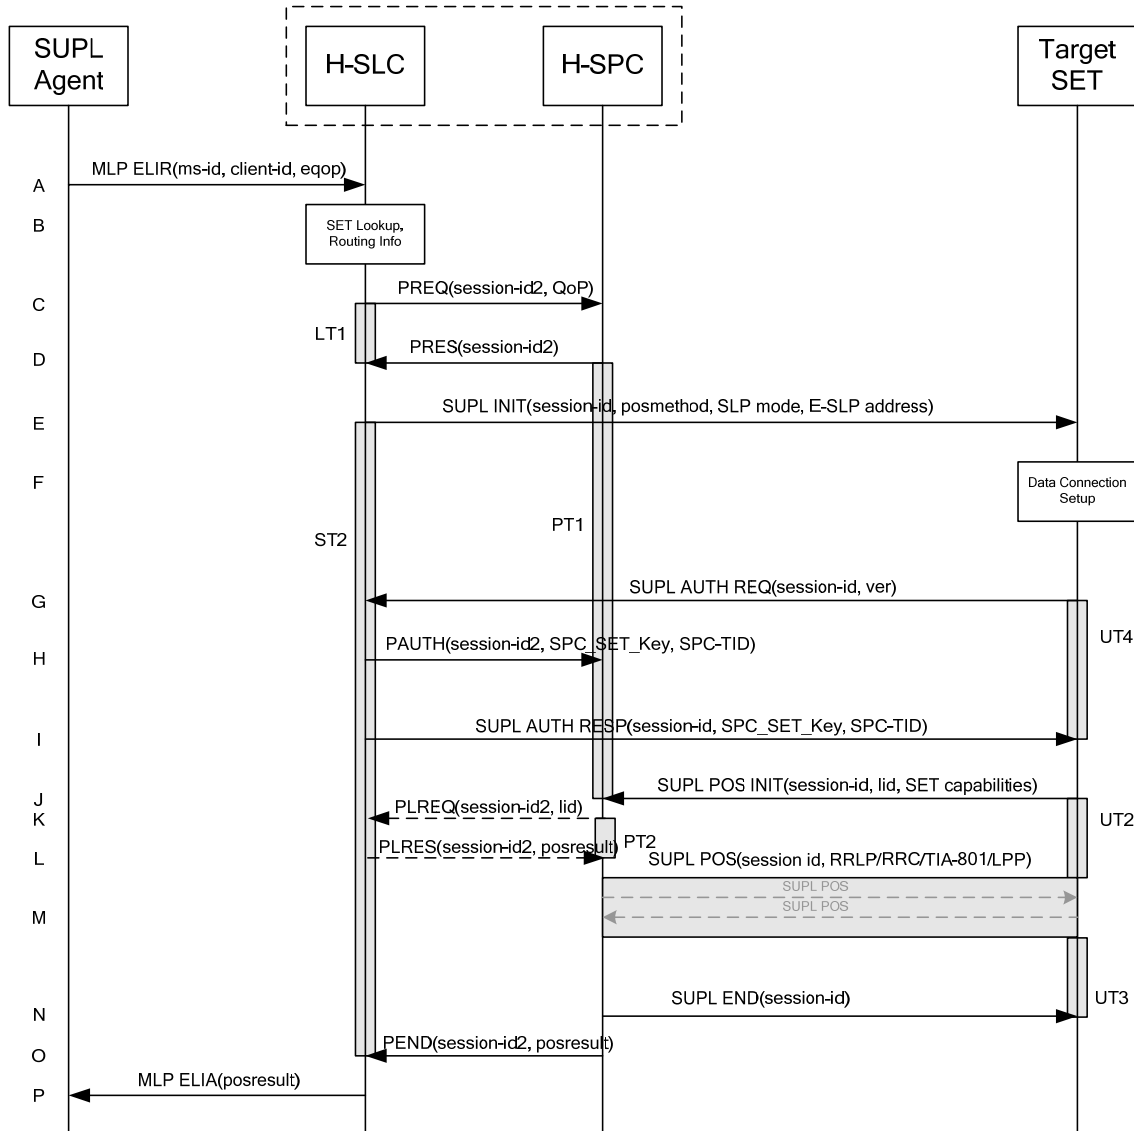 SUPL
Agent
H-SLC
H-SPC
Target
SET
MLP ELIR(ms-id, client-id, eqop)
A
B
SET Lookup,
Routing Info
PREQ(session-id2, QoP)
C
LT1
PRES(session-id2)
D
SUPL INIT(session-id, posmethod, SLP mode, E-SLP address)
E
F
Data Connection
Setup
PT1
ST2
SUPL AUTH REQ(session-id, ver)
G
UT4
PAUTH(session-id2, SPC_SET_Key, SPC-TID)
H
SUPL AUTH RESP(session-id, SPC_SET_Key, SPC-TID)
I
SUPL POS INIT(session-id, lid, SET capabilities)
J
PLREQ(session-id2, lid)
K
UT2
PT2
PLRES(session-id2, posresult)
L
SUPL POS(session id, RRLP/RRC/TIA-801/LPP)
SUPL POS
SUPL POS
M
SUPL END(session-id)
UT3
N
PEND(session-id2, posresult)
O
MLP ELIA(posresult)
P